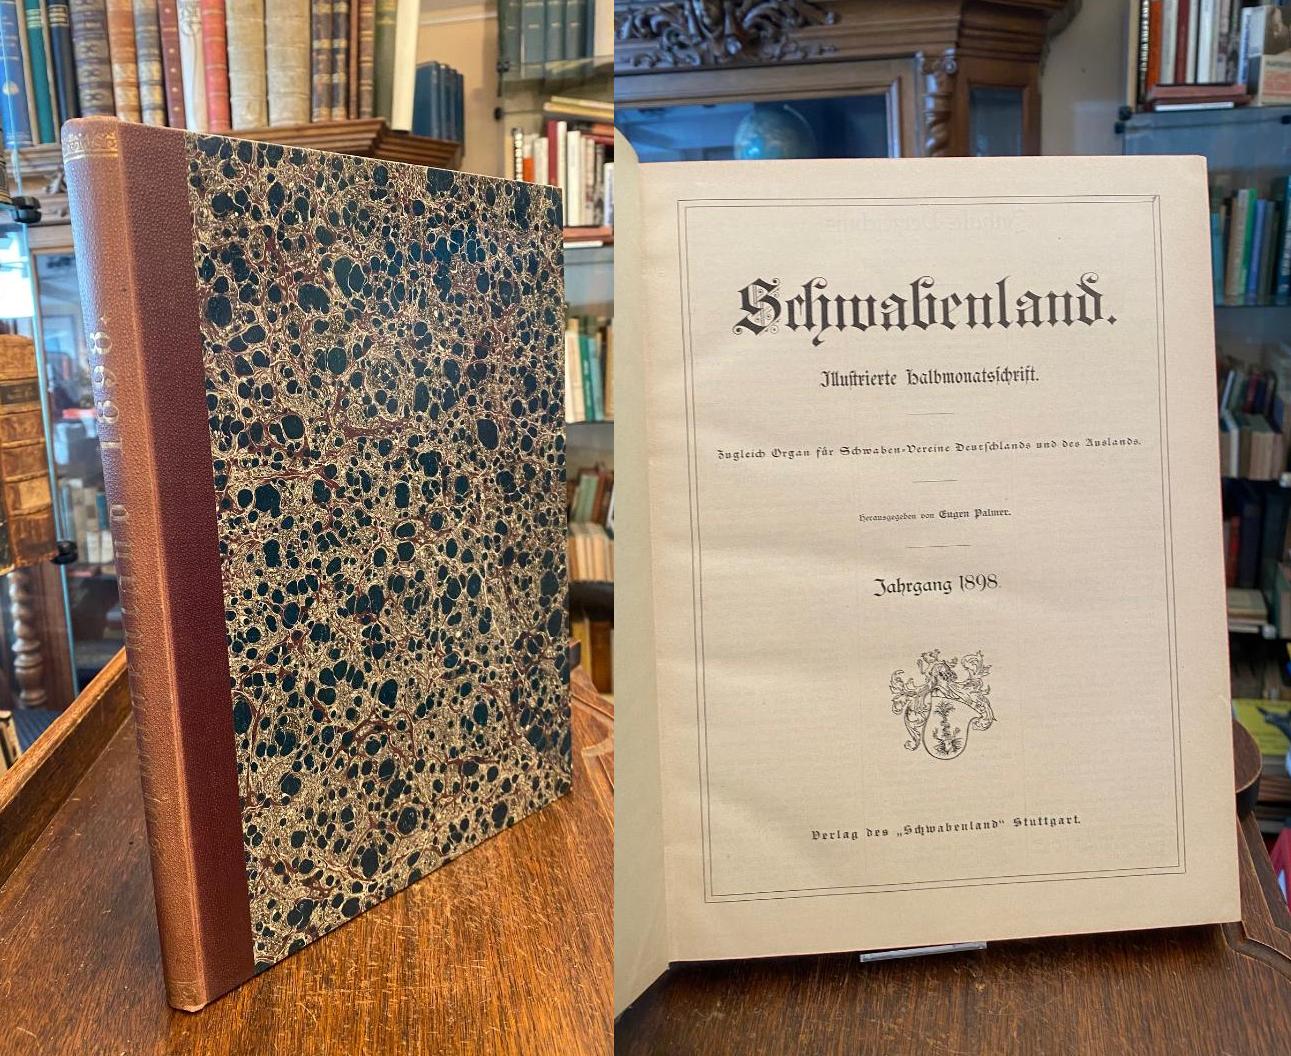 1898
Schwabenland.
Illustrierte Halbmonatsschrift.
Zugleich Organ für Schwaben-Vereine Deutschlands und des Auslands.
Herausgegeben von Eugen Palmer.
Jahrgang 1898.
Verlag des „Schwabenland“ Stuttgart.